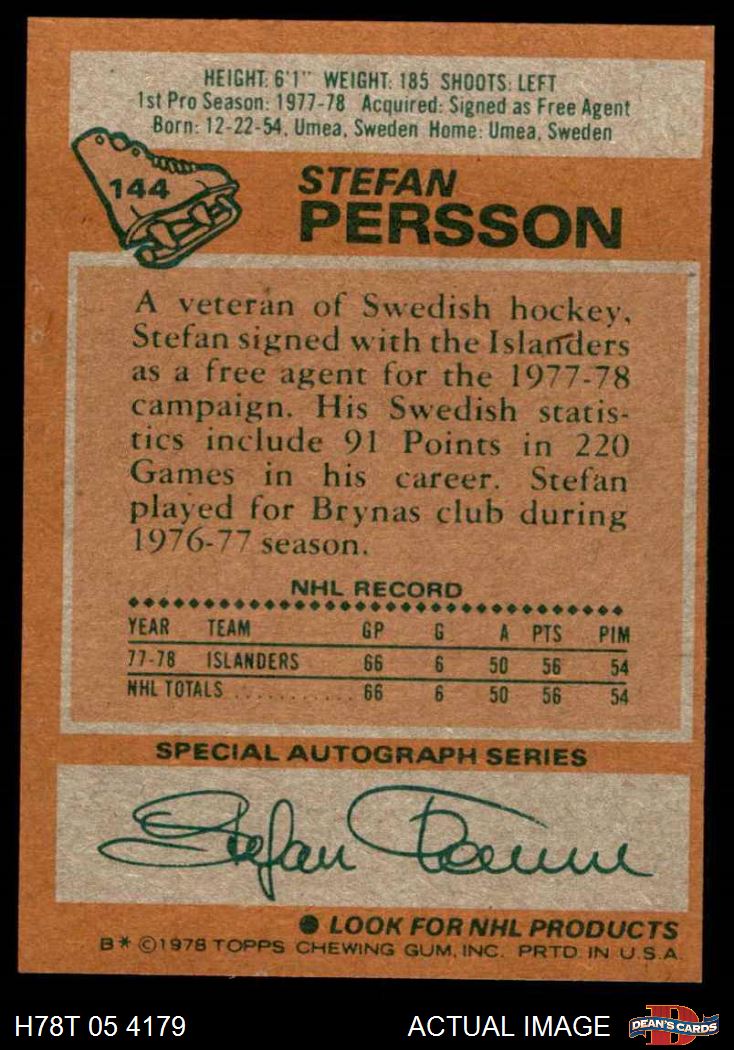 HEIGHT: 6'1" WEIGHT: 185 SHOOTS: LEFT
1st Pro Season: 1977-78 Acquired: Signed as Free Agent
Born: 12-22-54, Umea, Sweden Home: Umea, Sweden
144
STEFAN
PERSSON
A veteran of Swedish hockey,
Stefan signed with the Islanders
as a free agent for the 1977-78
campaign. His Swedish statis-
tics include 91 Points in 220
Games in his career. Stefan
played for Brynas club during
1976-77 season.
NHL RECORD
YEAR TEAM GP G A PTS PIM
77-78 ISLANDERS 66 6 50 56 54
NHL TOTALS ............ 66 6 50 56 54
SPECIAL AUTOGRAPH SERIES
Stefan Persson
● LOOK FOR NHL PRODUCTS
B* ©1978 TOPPS CHEWING GUM, INC. PRTD. IN U.S.A.
H78T 05 4179 ACTUAL IMAGE DEAN'S CARDS